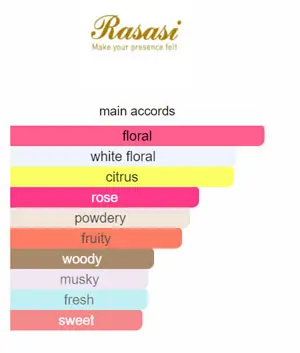 Rasasi
Make your presence felt
main accords
floral
white floral
citrus
rose
powdery
fruity
woody
musky
fresh
sweet